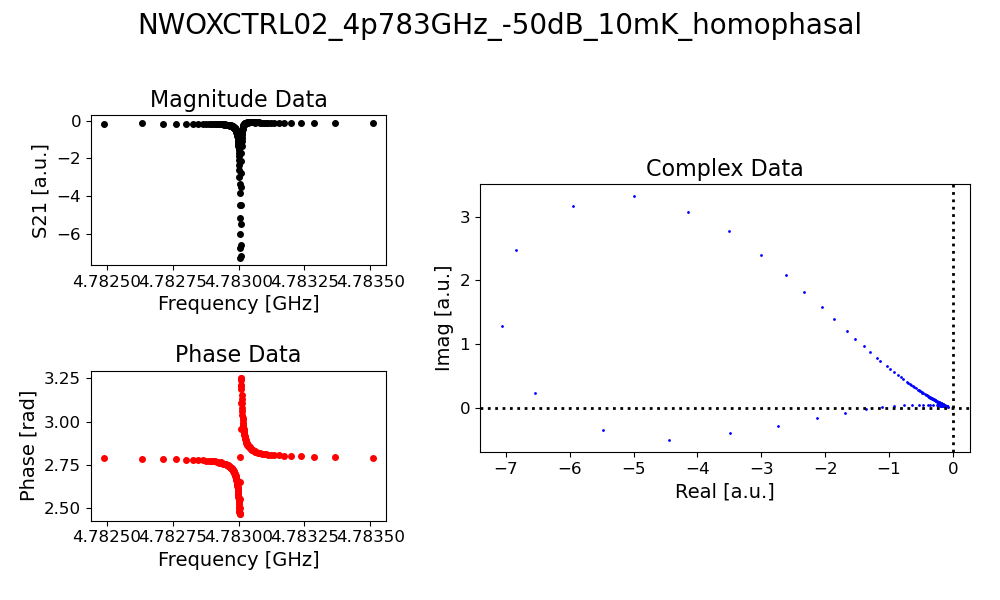 NWOXCTRL02_4p783GHz_-50dB_10mK_homophasal
Magnitude Data
S21 [a.u.]
0
−2
−4
−6
4.78250 4.78275 4.78300 4.78325 4.78350
Frequency [GHz]
Phase Data
Phase [rad]
3.25
3.00
2.75
2.50
4.78250 4.78275 4.78300 4.78325 4.78350
Frequency [GHz]
Complex Data
Imag [a.u.]
3
2
1
0
−7 −6 −5 −4 −3 −2 −1 0
Real [a.u.]